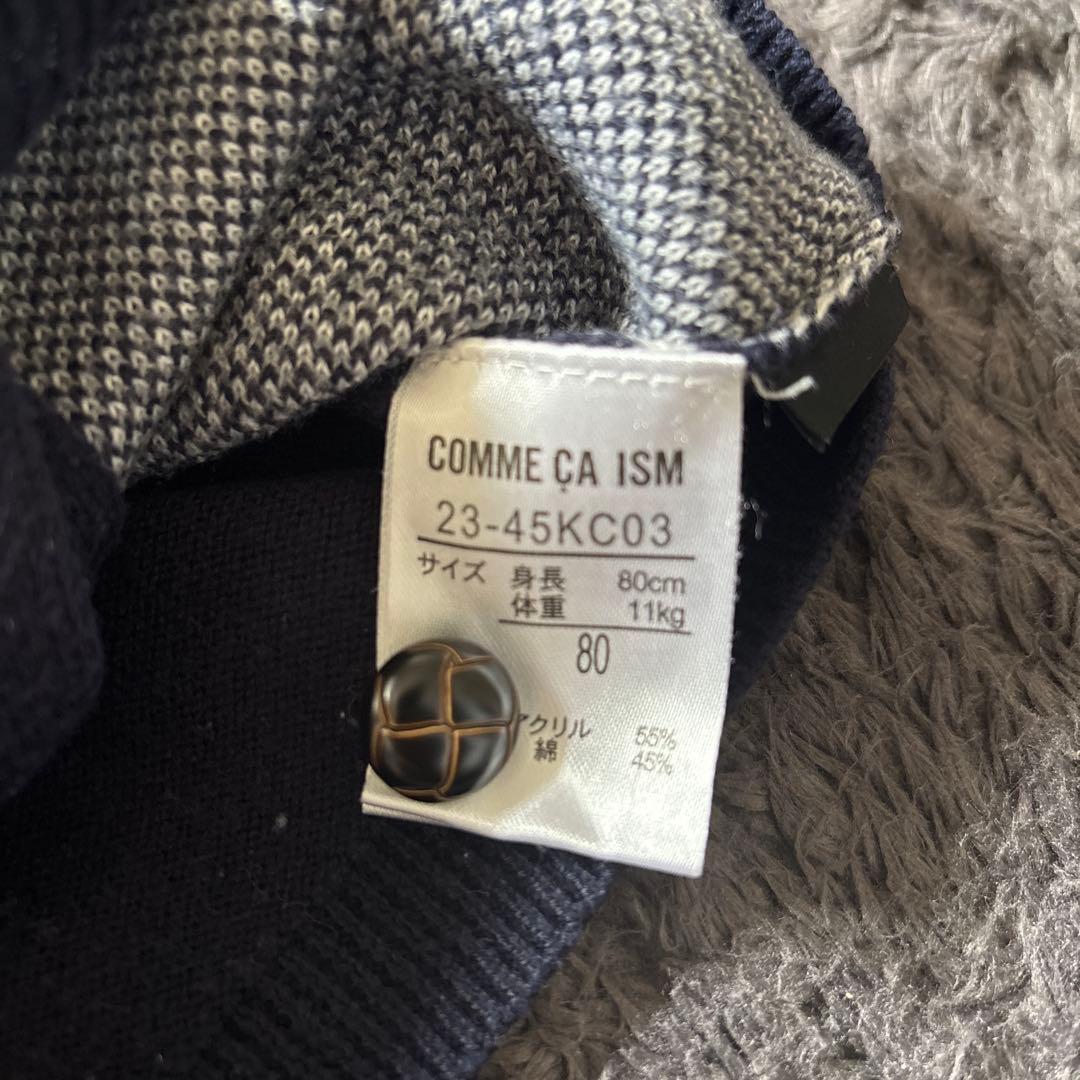 COMME ÇA ISM
23-45KC03
サイズ 身長 80cm
体重 11kg
80
アクリル 55%
綿 45%